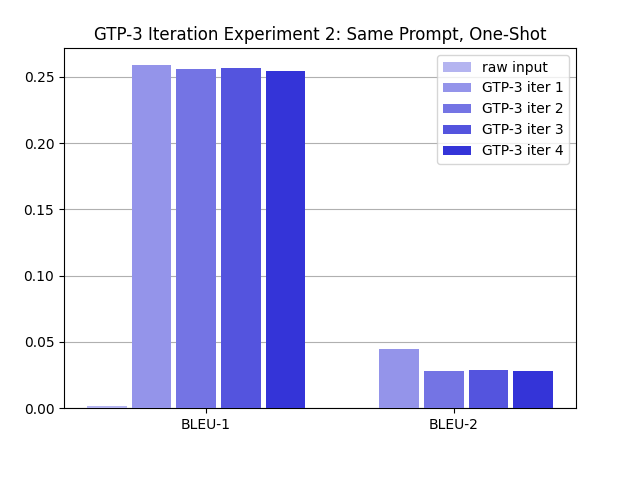 GTP-3 Iteration Experiment 2: Same Prompt, One-Shot
raw input
GTP-3 iter 1
GTP-3 iter 2
GTP-3 iter 3
GTP-3 iter 4
0.25
0.20
0.15
0.10
0.05
0.00
BLEU-1
BLEU-2